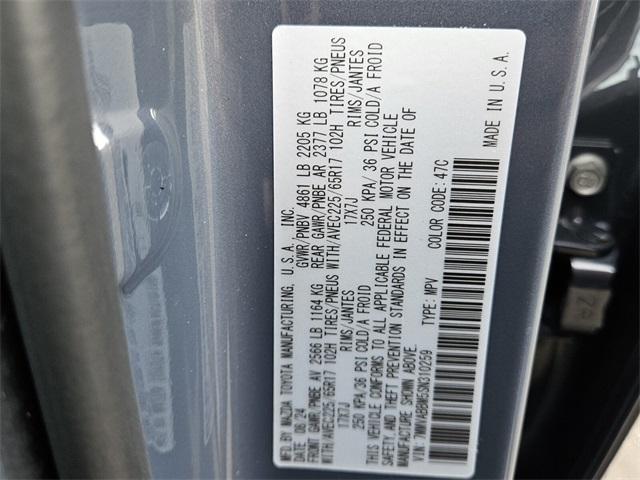 MFD. BY MAZDA TOYOTA MANUFACTURING, U.S.A., INC.
DATE: 06/24 GVWR/PNBV 4861 LB 2205 KG
FRONT GAWR/PNBE AV 2566 LB 1164 KG REAR GAWR/PNBE AR 2377 LB 1078 KG
WITH/AVEC225/65R17 102H TIRES/PNEUS WITH/AVEC225/65R17 102H TIRES/PNEUS
17X7J RIMS/JANTES 17X7J RIMS/JANTES
250 KPA/36 PSI COLD/A FROID 250 KPA/ 36 PSI COLD/A FROID
THIS VEHICLE CONFORMS TO ALL APPLICABLE FEDERAL MOTOR VEHICLE
SAFETY, AND THEFT PREVENTION STANDARDS IN EFFECT ON THE DATE OF
MANUFACTURE SHOWN ABOVE.
TYPE: MPV COLOR CODE: 47C
MADE IN U.S.A.
24